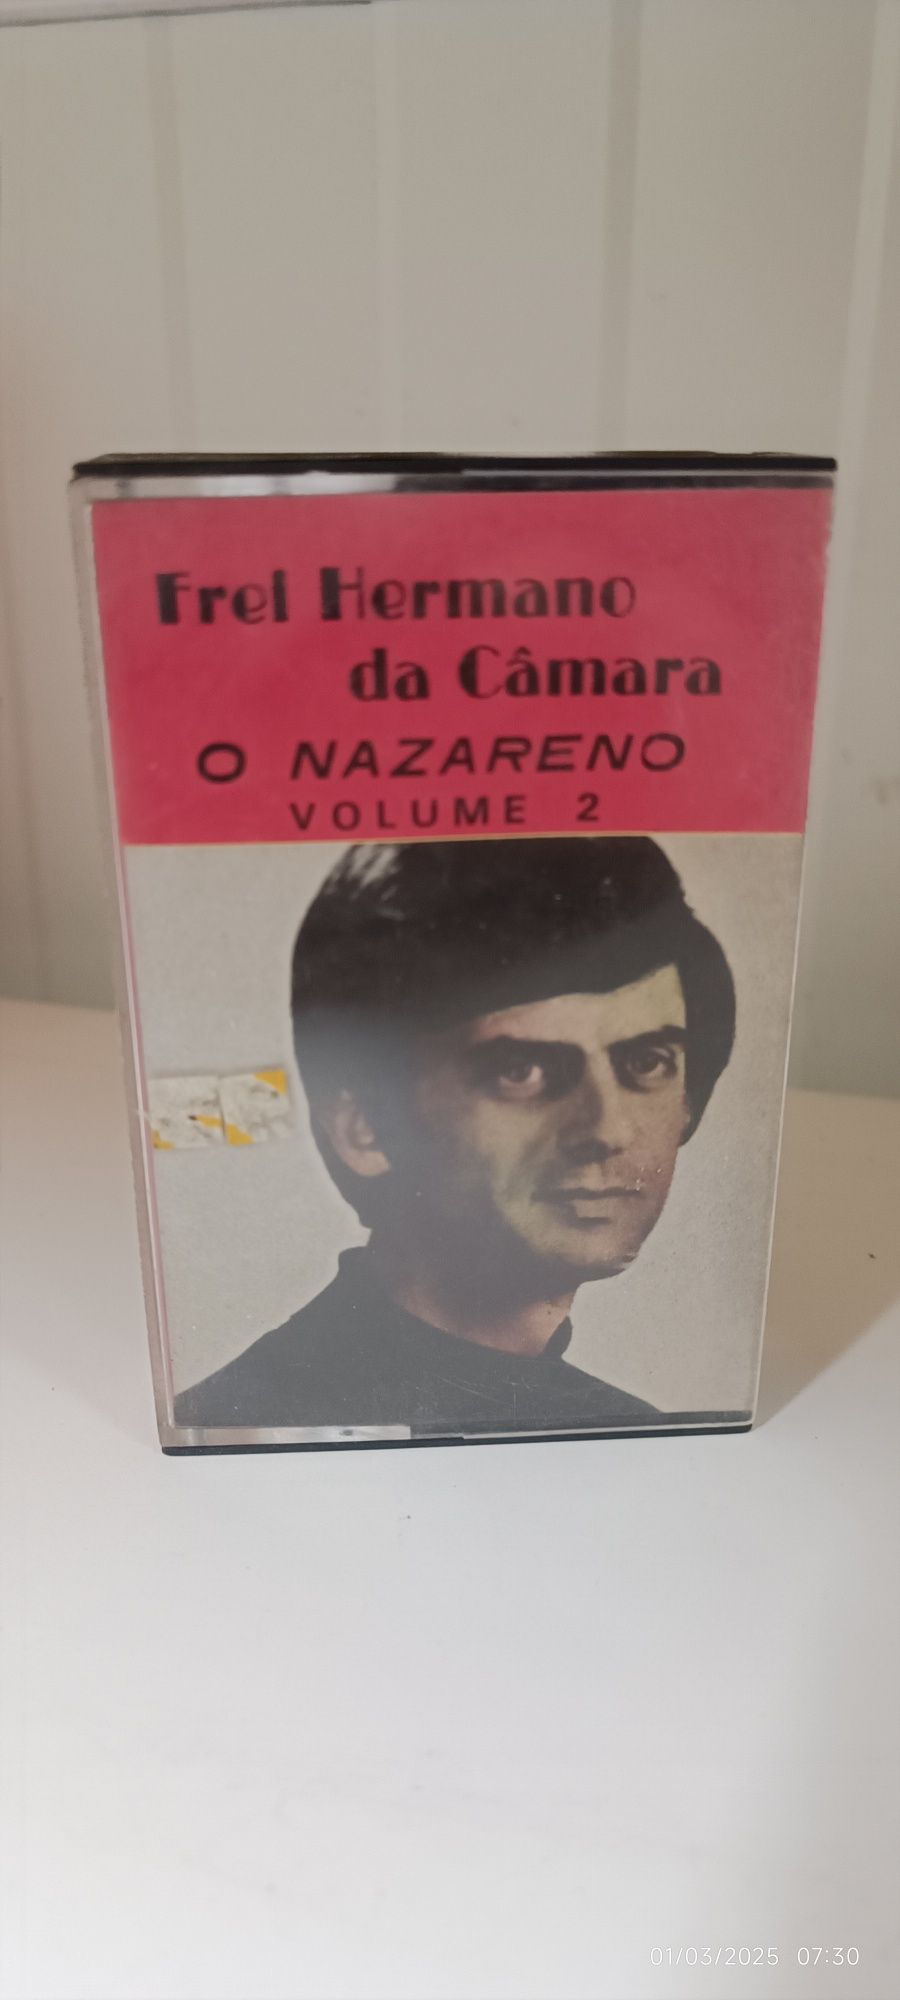 Frei Hermano
da Câmara
O NAZARENO
VOLUME 2
01/03/2025 07:30